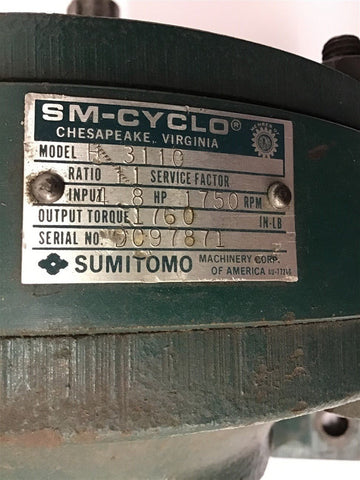 SM-CYCLO®
CHESAPEAKE, VIRGINIA
MODEL H 3110
RATIO 11 SERVICE FACTOR
INPUT 8 HP 1750 RPM
OUTPUT TORQUE 1760 IN-LB
SERIAL NO. DC97871
SUMITOMO MACHINERY CORP.
OF AMERICA